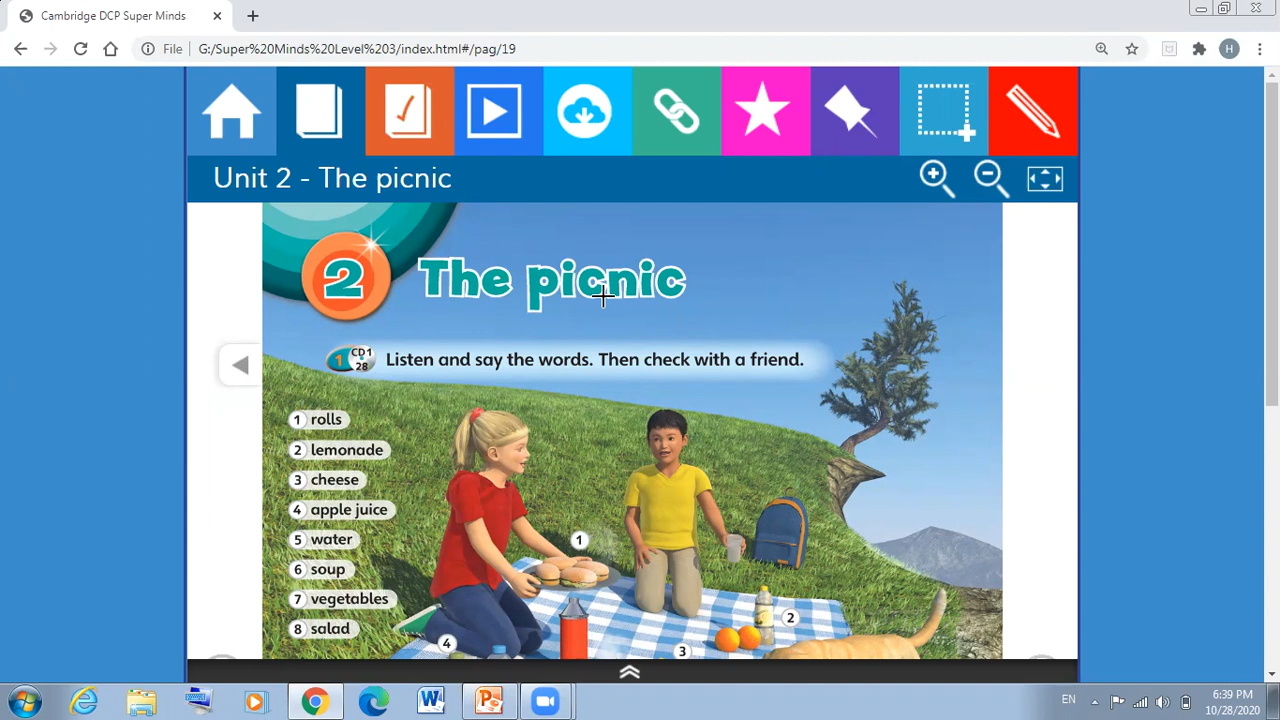 Cambridge DCP Super Minds
File G:/Super%20Minds%20Level%203/index.html#/pag/19
H
Unit 2 - The picnic
2 The picnic
1 CD1 28 Listen and say the words. Then check with a friend.
1 rolls
2 lemonade
3 cheese
4 apple juice
5 water
6 soup
7 vegetables
8 salad
1
2
3
4
EN
6:39 PM
10/28/2020